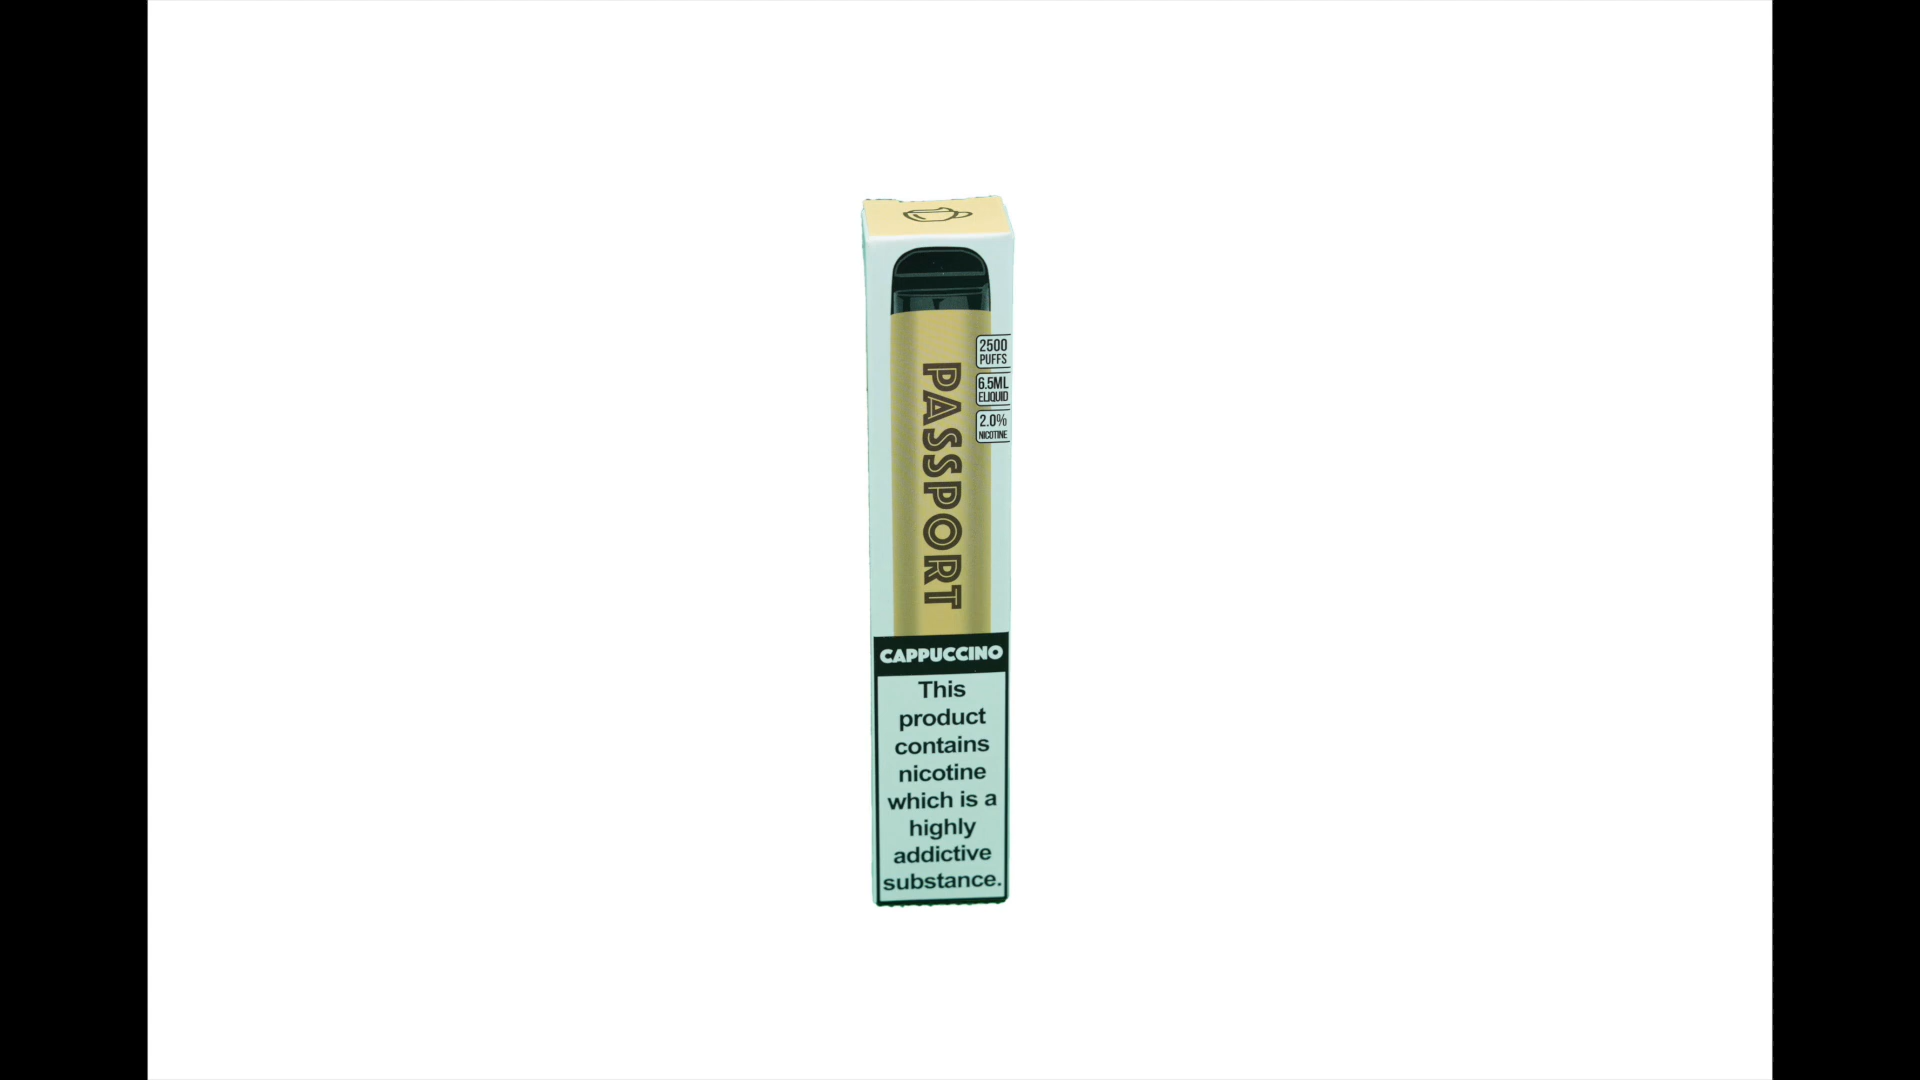 2500
PUFFS
6.5ML
ELIQUID
2.0%
NICOTINE
PASSPORT
CAPPUCCINO
This
product
contains
nicotine
which is a
highly
addictive
substance.